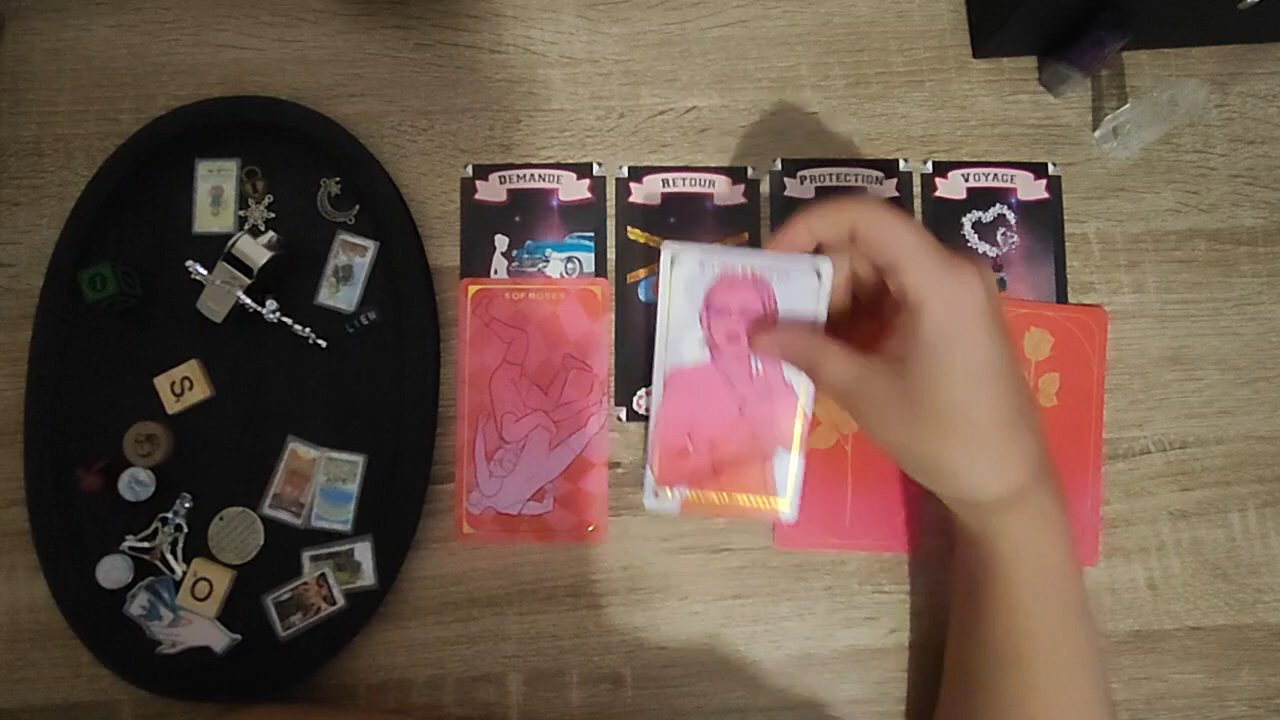 DEMANDE
RETOUR
PROTECTION
VOYAGE
5 OF ROSES
LIEN
S
O